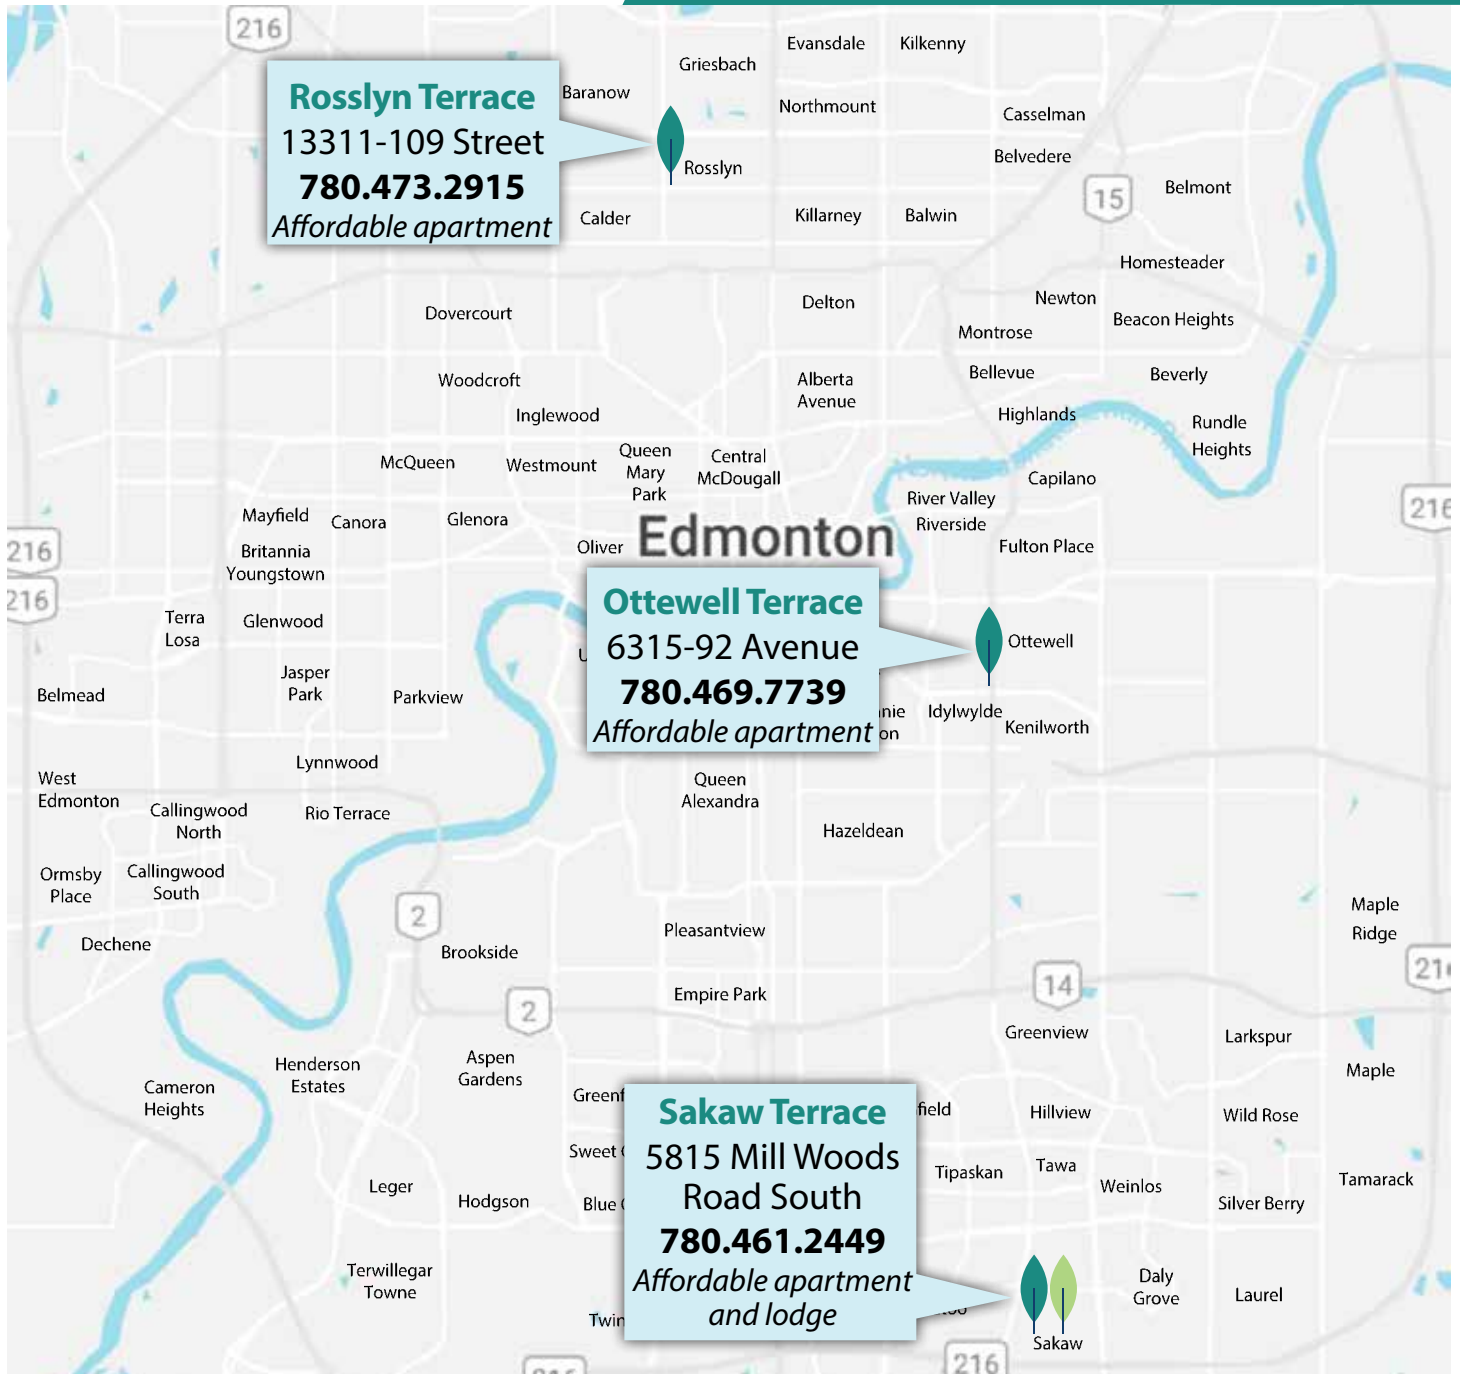 216
Evansdale
Kilkenny
Griesbach
Rosslyn Terrace
13311-109 Street
780.473.2915
Affordable apartment
Baranow
Northmount
Casselman
Belvedere
Rosslyn
Belmont
15
Calder
Killarney
Balwin
Homesteader
Newton
Delton
Dovercourt
Beacon Heights
Montrose
Woodcroft
Alberta
Avenue
Bellevue
Beverly
Inglewood
Highlands
Rundle
Heights
McQueen
Westmount
Queen
Mary
Park
Central
McDougall
Capilano
River Valley
Riverside
216
Mayfield
Canora
Glenora
Edmonton
Oliver
Fulton Place
216
Britannia
Youngstown
216
Terra
Losa
Glenwood
Ottewell Terrace
6315-92 Avenue
780.469.7739
Affordable apartment
Ottewell
Jasper
Park
Belmead
Parkview
Idylwylde
Kenilworth
Lynnwood
West
Edmonton
Queen
Alexandra
Callingwood
North
Rio Terrace
Hazeldean
Ormsby
Place
Callingwood
South
2
Maple
Ridge
Pleasantview
Dechene
Brookside
216
14
Empire Park
2
Greenview
Larkspur
Aspen
Gardens
Henderson
Estates
Maple
Cameron
Heights
Greenf
Sakaw Terrace
5815 Mill Woods
Road South
780.461.2449
Affordable apartment
and lodge
field
Hillview
Wild Rose
Sweet
Tipaskan
Tawa
Weinlos
Tamarack
Leger
Hodgson
Blue
Silver Berry
Terwillegar
Towne
Daly
Grove
Laurel
Twin
Sakaw
216
216